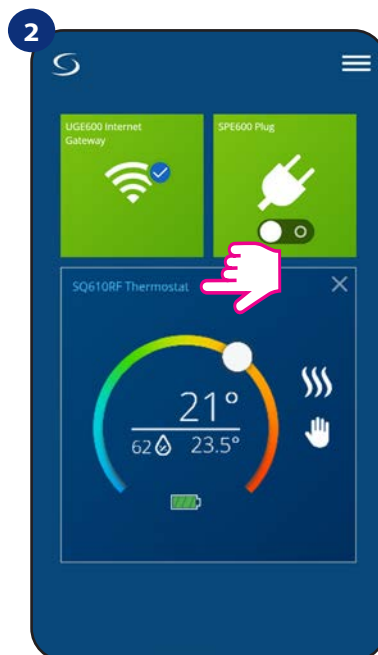 2
UGE600 Internet
Gateway
SPE600 Plug
SQ610RF Thermostat
21°
62 23.5°